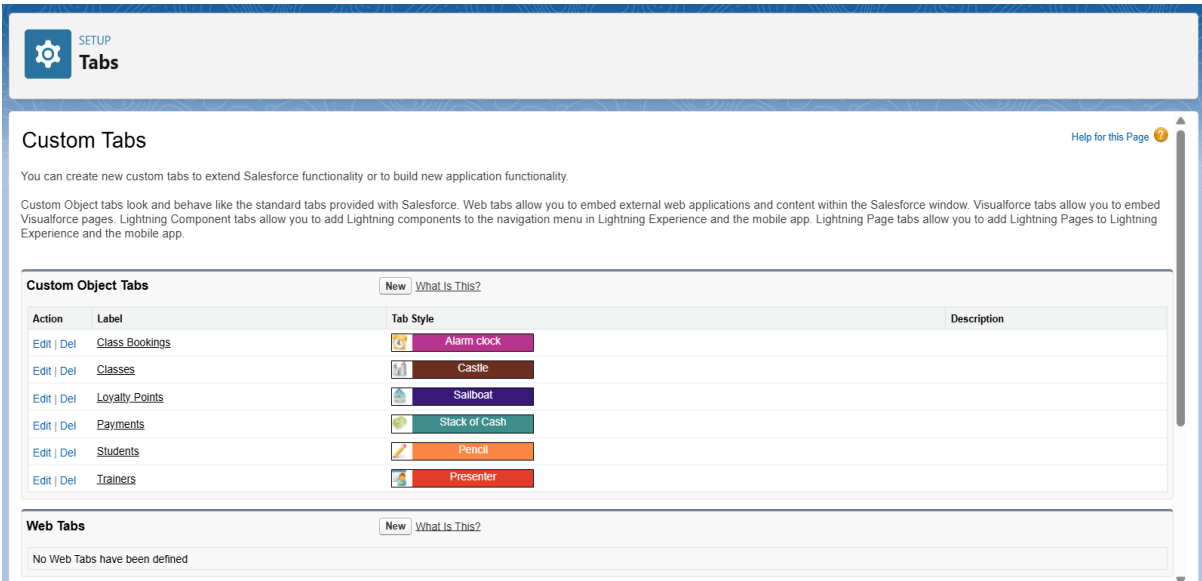 SETUP
Tabs
Custom Tabs
Help for this Page
You can create new custom tabs to extend Salesforce functionality or to build new application functionality.
Custom Object tabs look and behave like the standard tabs provided with Salesforce. Web tabs allow you to embed external web applications and content within the Salesforce window. Visualforce tabs allow you to embed
Visualforce pages. Lightning Component tabs allow you to add Lightning components to the navigation menu in Lightning Experience and the mobile app. Lightning Page tabs allow you to add Lightning Pages to Lightning
Experience and the mobile app.
Custom Object Tabs New What Is This?
Action Label Tab Style Description
Edit | Del Class Bookings Alarm clock
Edit | Del Classes Castle
Edit | Del Loyalty Points Sailboat
Edit | Del Payments Stack of Cash
Edit | Del Students Pencil
Edit | Del Trainers Presenter
Web Tabs New What Is This?
No Web Tabs have been defined